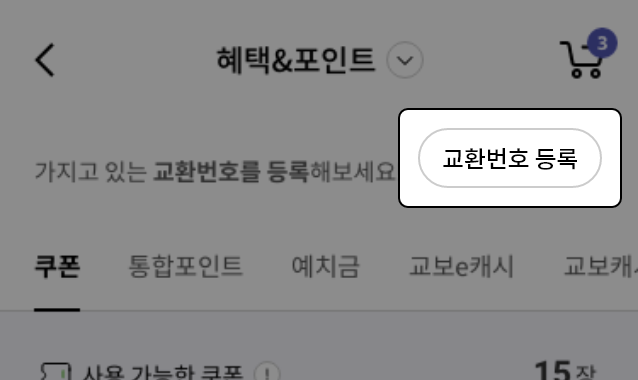 혜택&포인트
3
가지고 있는 교환번호를 등록해보세요
교환번호 등록
쿠폰 통합포인트 예치금 교보e캐시 교보캐시
사용 가능한 쿠폰 ! 15장